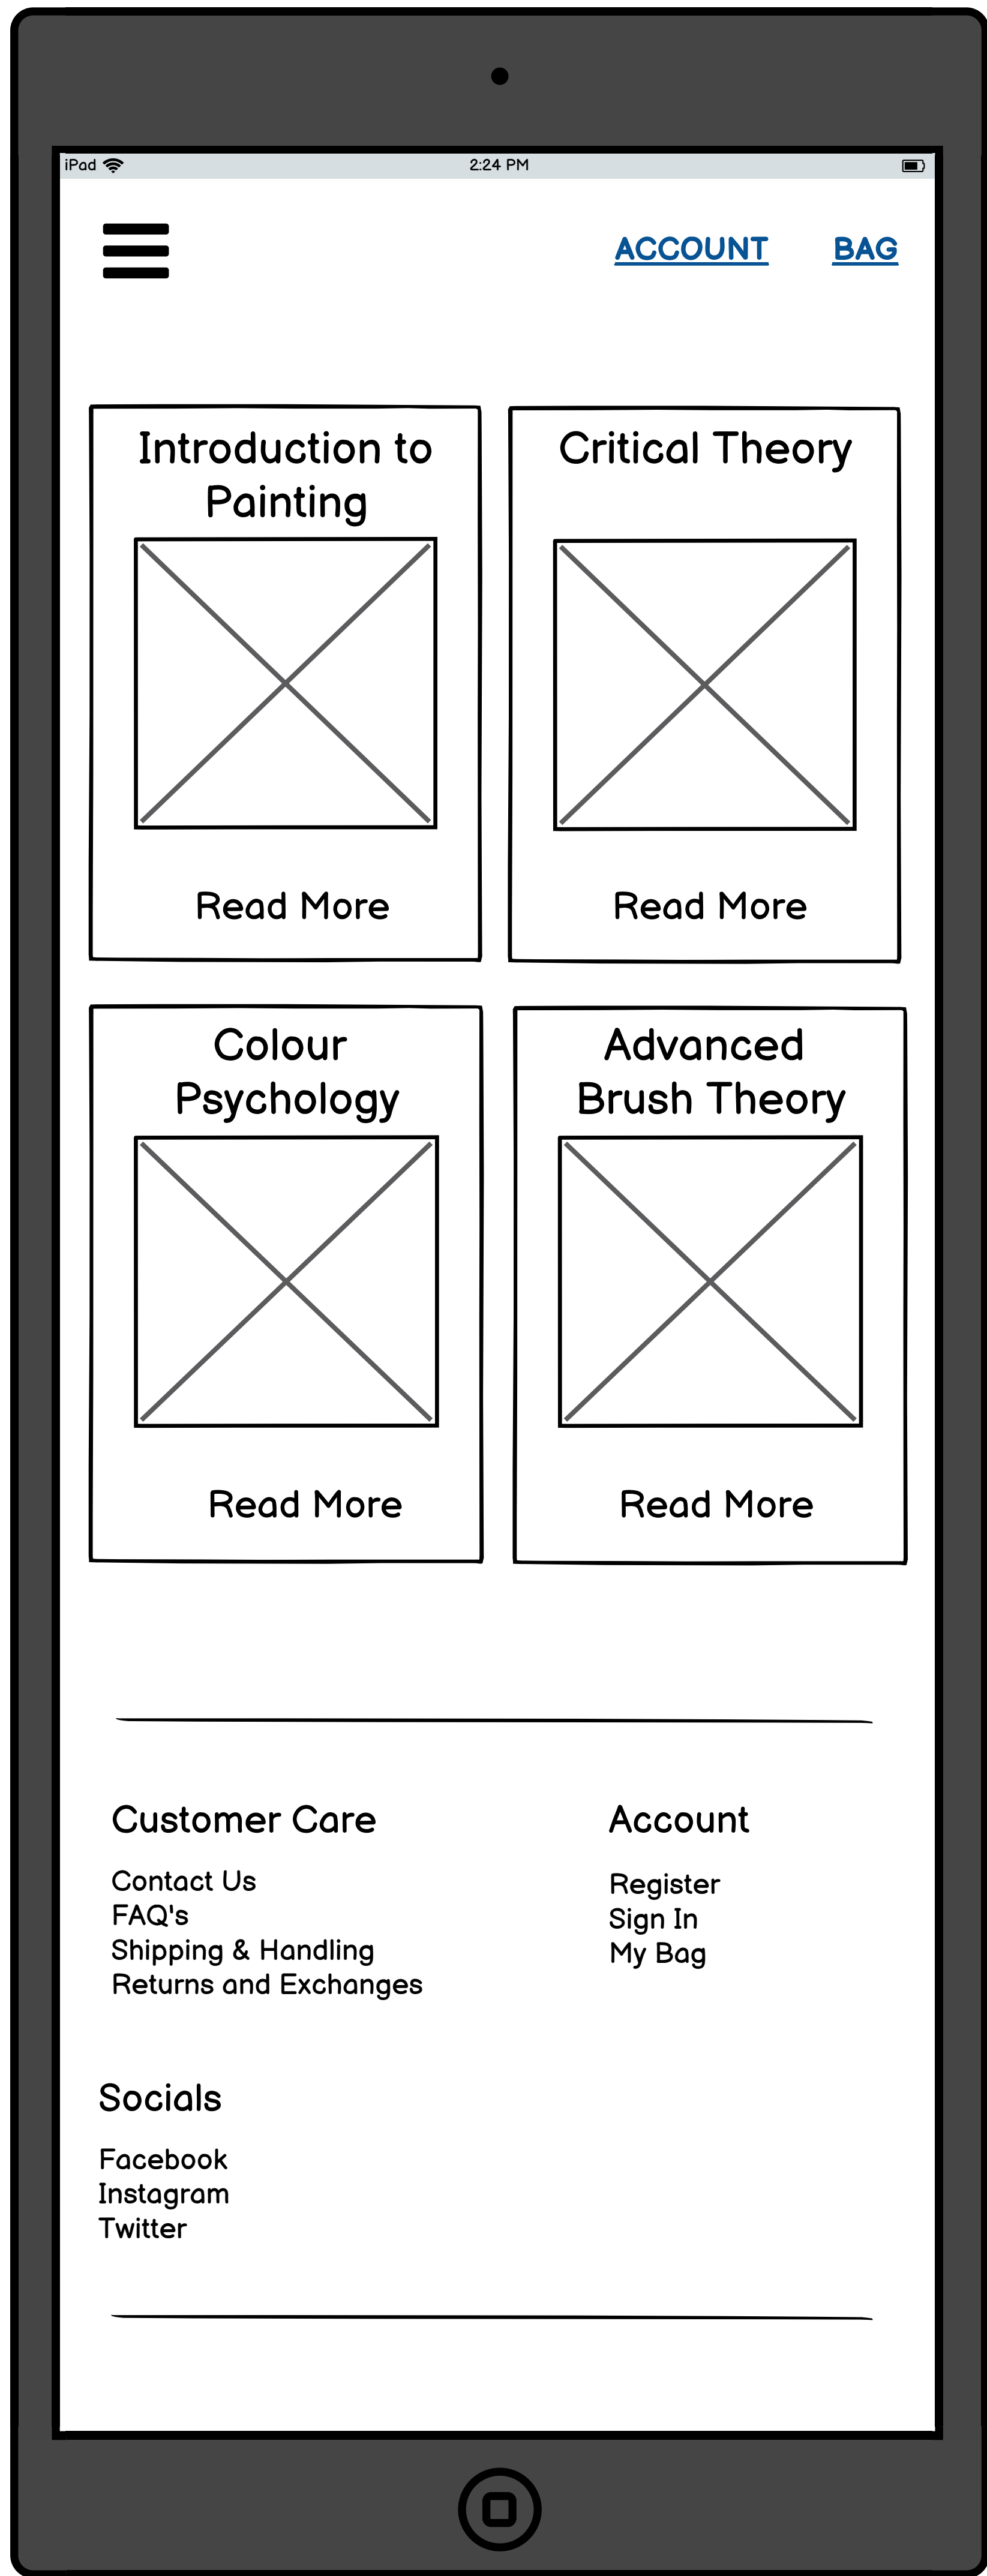 iPad 2:24 PM
ACCOUNT BAG
Introduction to
Painting
Read More
Critical Theory
Read More
Colour
Psychology
Read More
Advanced
Brush Theory
Read More
Customer Care
Contact Us
FAQ's
Shipping & Handling
Returns and Exchanges
Account
Register
Sign In
My Bag
Socials
Facebook
Instagram
Twitter